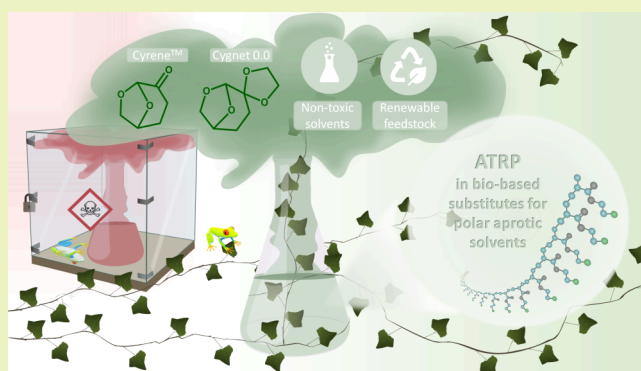 Cyrene™
Cygnet 0.0
O
O
O
O
O
O
O
Non-toxic
solvents
Renewable
feedstock
ATRP
in bio-based
substitutes for
polar aprotic
solvents